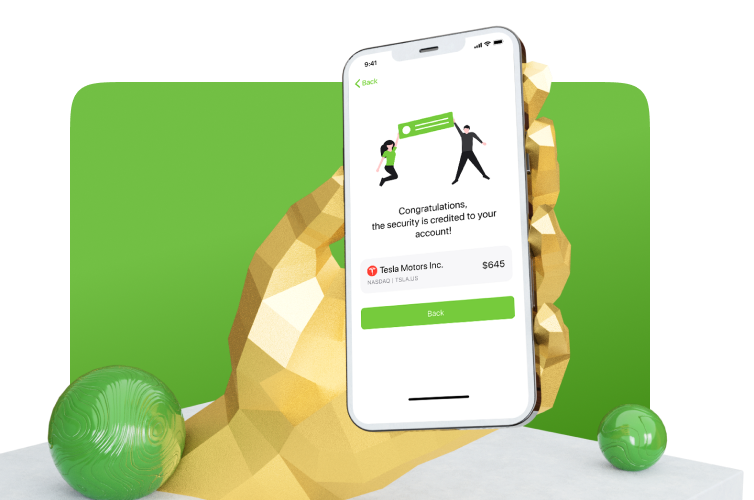 9:41
Back
Congratulations,
the security is credited to your
account!
Tesla Motors Inc. $645
NASDAQ | TSLA.US
Back